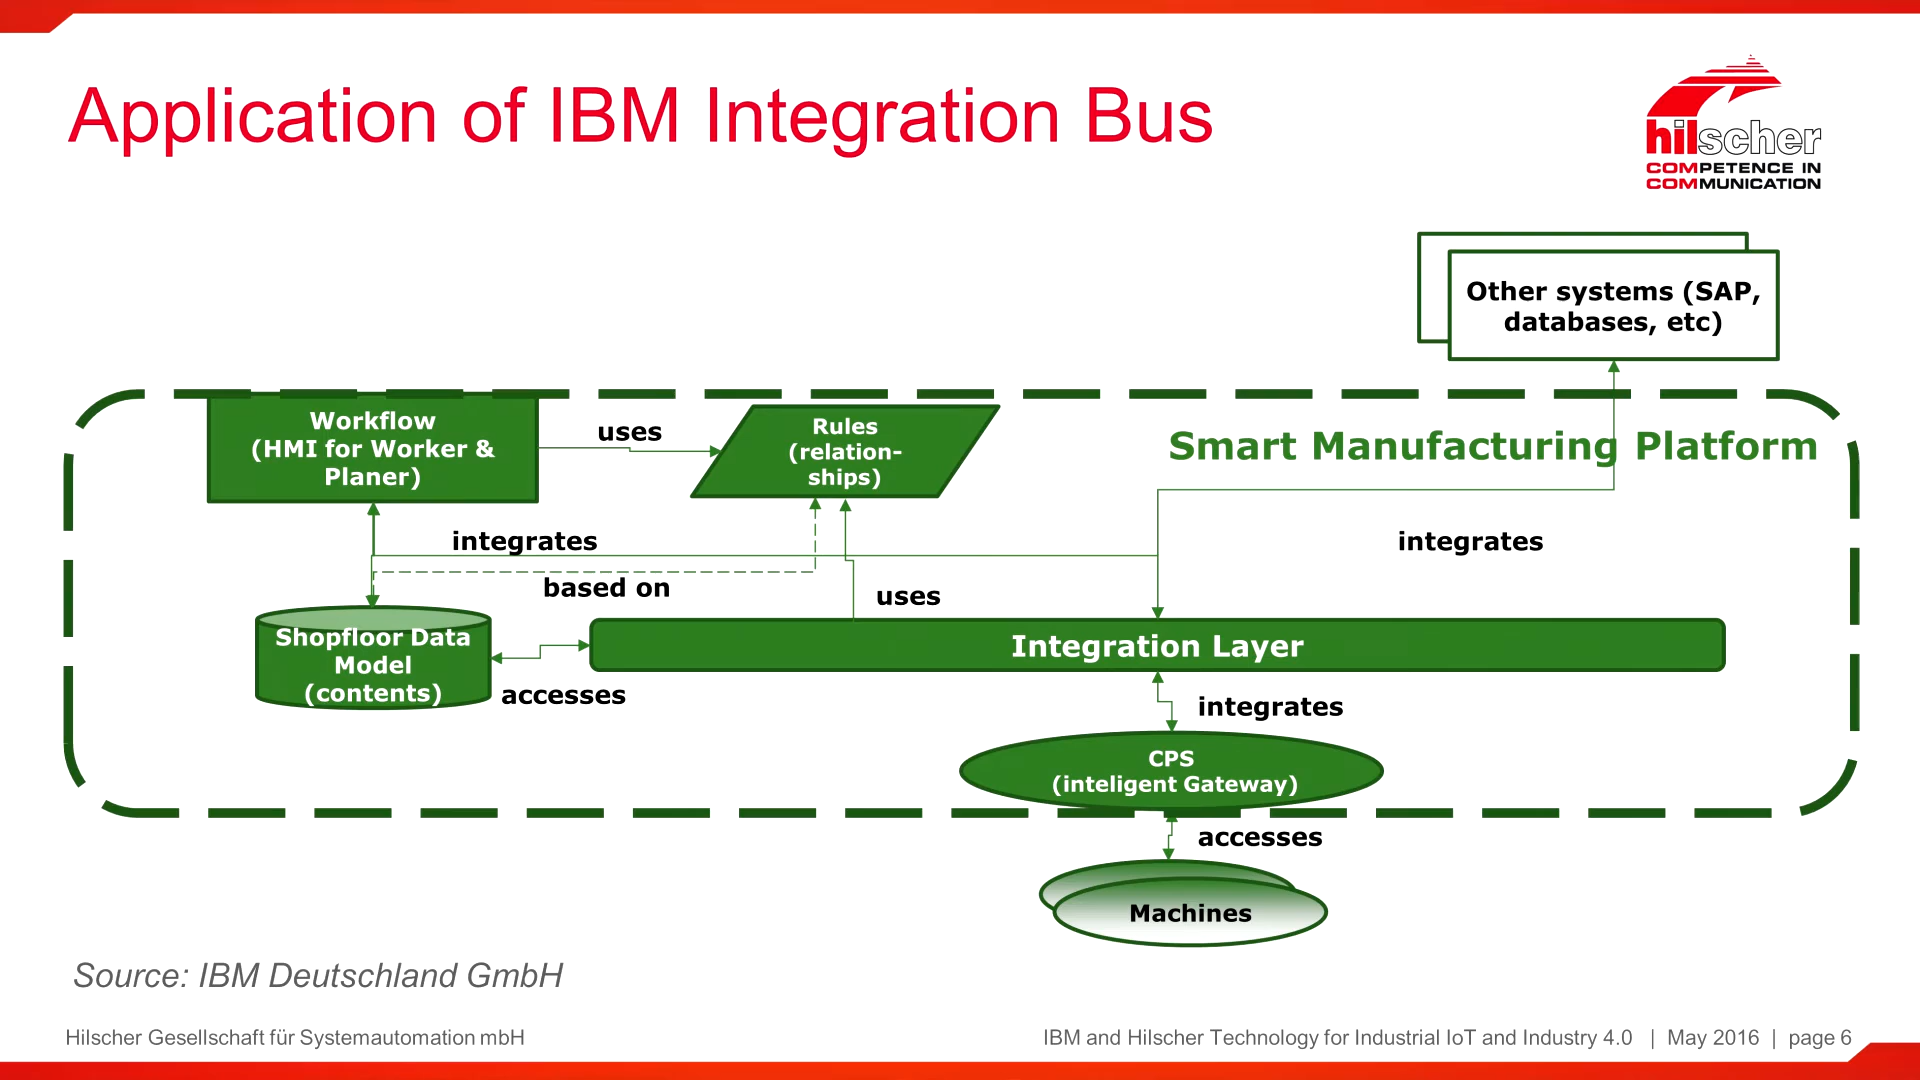 Application of IBM Integration Bus
hilscher
COMPETENCE IN
COMMUNICATION
Other systems (SAP,
databases, etc)
Workflow
(HMI for Worker &
Planer)
uses
Rules
(relation-
ships)
Smart Manufacturing Platform
integrates
integrates
based on
uses
Shopfloor Data
Model
(contents)
accesses
Integration Layer
integrates
CPS
(inteligent Gateway)
accesses
Machines
Source: IBM Deutschland GmbH
Hilscher Gesellschaft für Systemautomation mbH
IBM and Hilscher Technology for Industrial IoT and Industry 4.0 | May 2016 | page 6